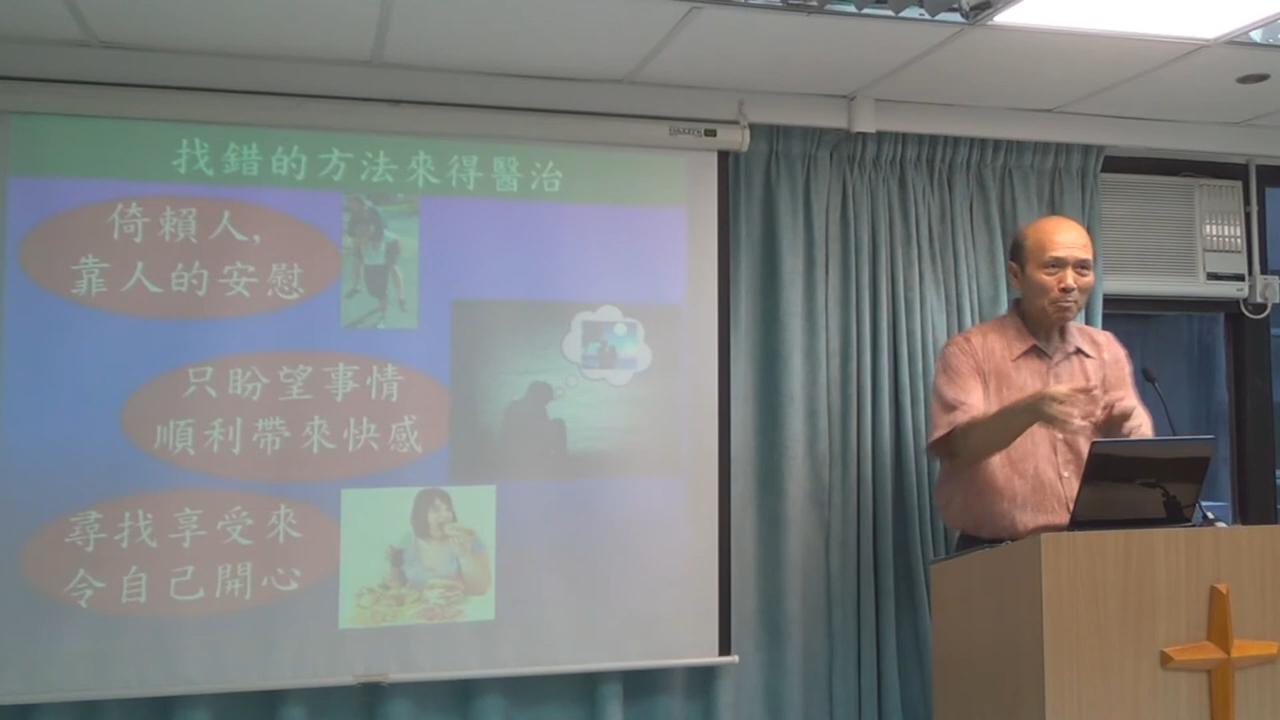 找錯的方法來得醫治
倚賴人,
靠人的安慰
只盼望事情
順利帶來快感
尋找享受來
令自己開心